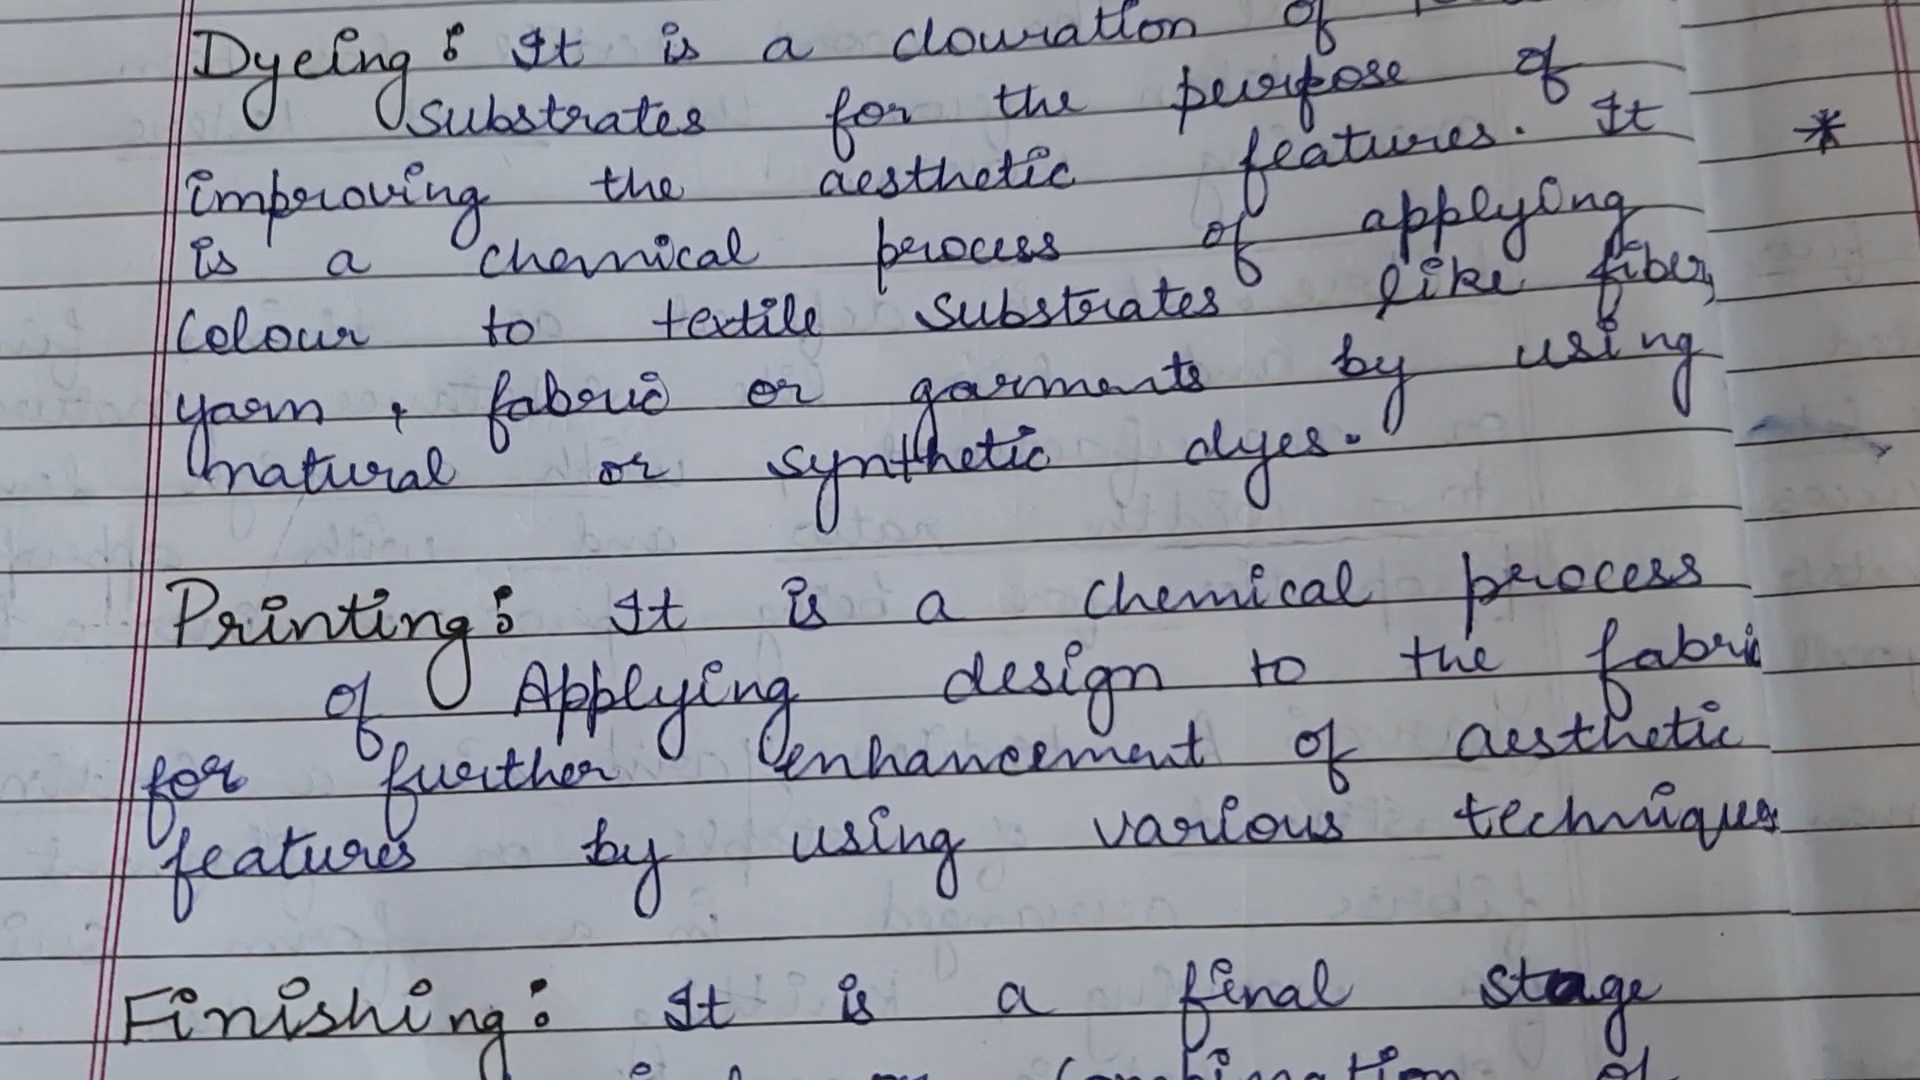 Dyeing : It is a clouration of
substrates for the purpose of
improving the aesthetic features. It
is a chemical process of applying
Colour to textile substrates like fiber,
yarn, fabric or garments by using
natural or synthetic dyes.
Printing : It is a chemical process
of Applying design to the fabric
for further enhancement of aesthetic
features by using various techniques
Finishing : It is a final stage
of